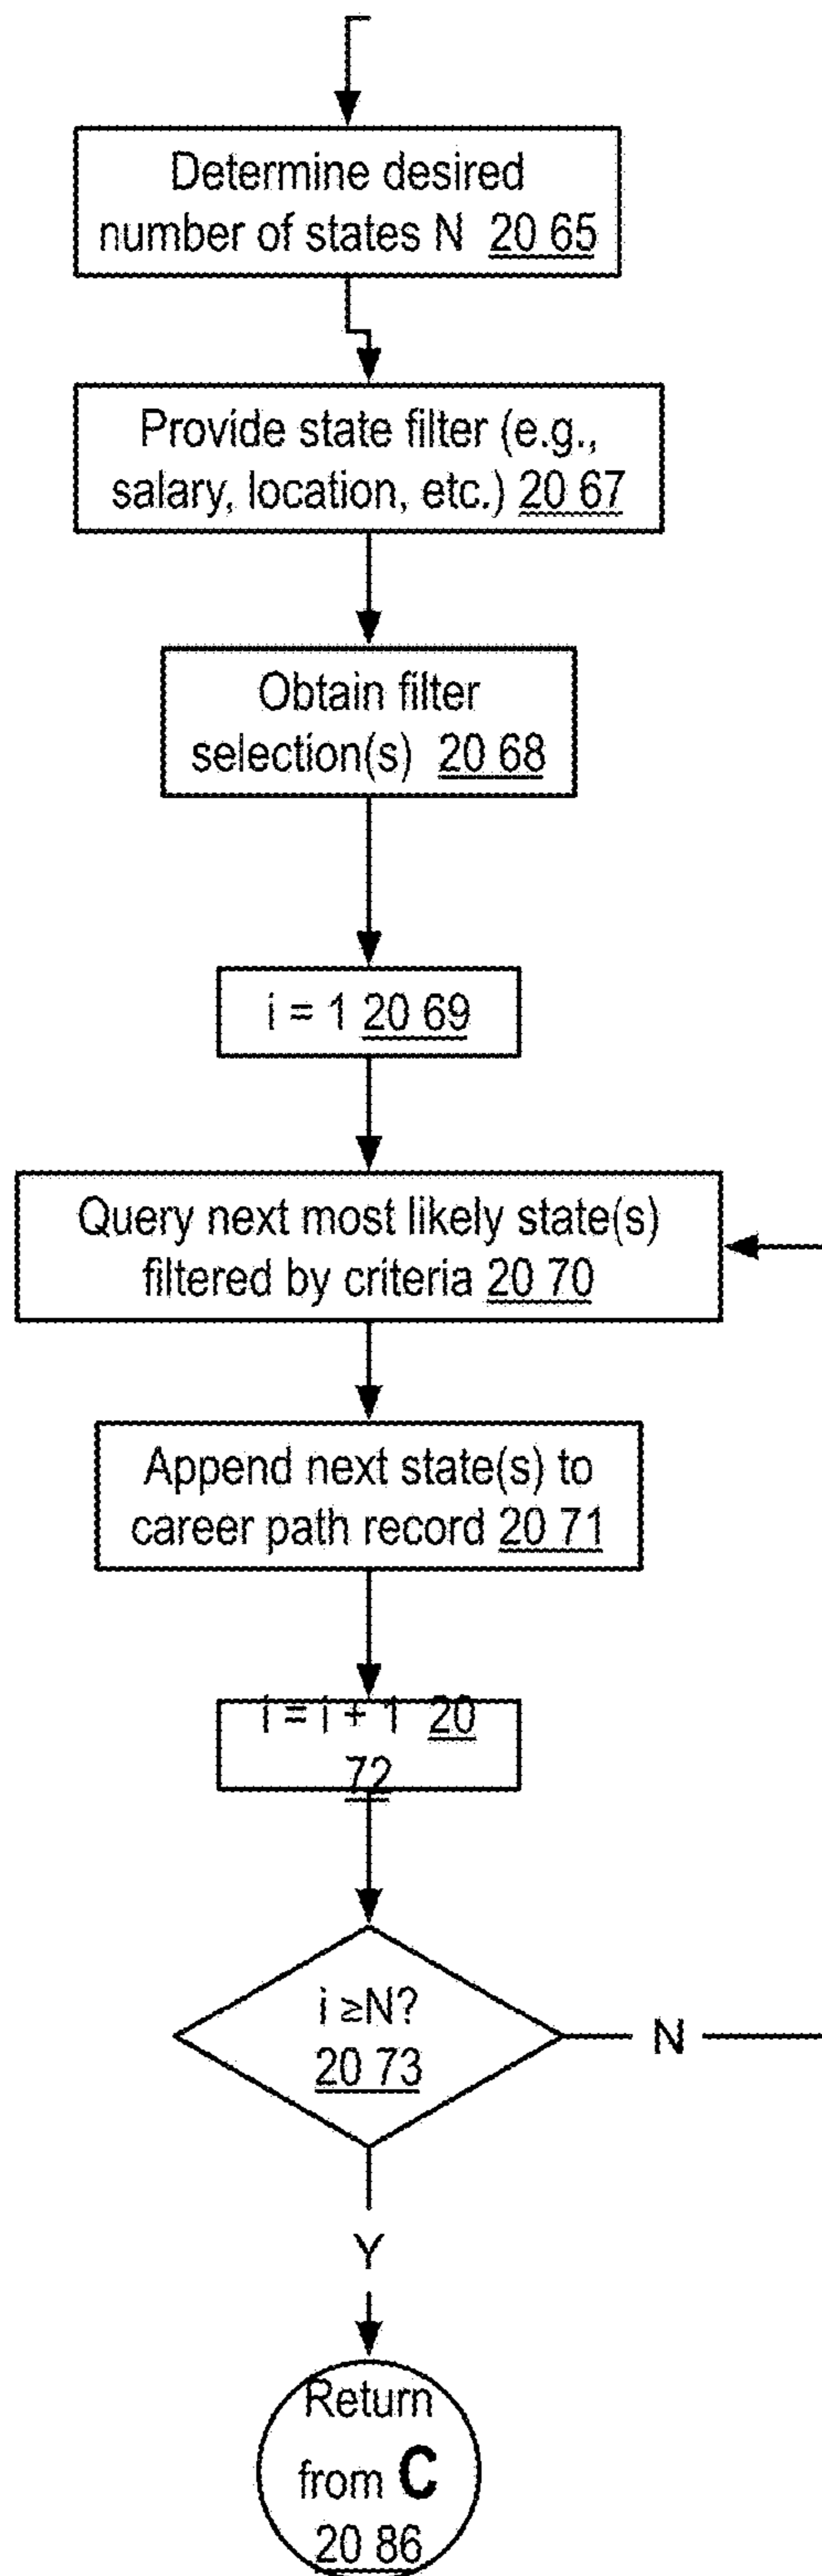 Determine desired
number of states N 20 65
Provide state filter (e.g.,
salary, location, etc.) 20 67
Obtain filter
selection(s) 20 68
i = 1 20 69
Query next most likely state(s)
filtered by criteria 20 70
Append next state(s) to
career path record 20 71
i = i + 1 20
72
i ≥N?
20 73
N
Y
Return
from C
20 86